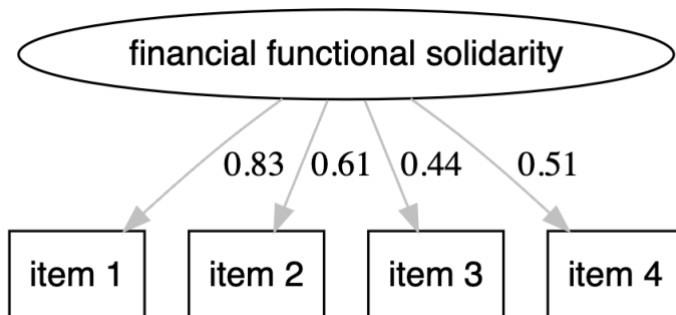 financial functional solidarity
0.83 0.61 0.44 0.51
item 1 item 2 item 3 item 4